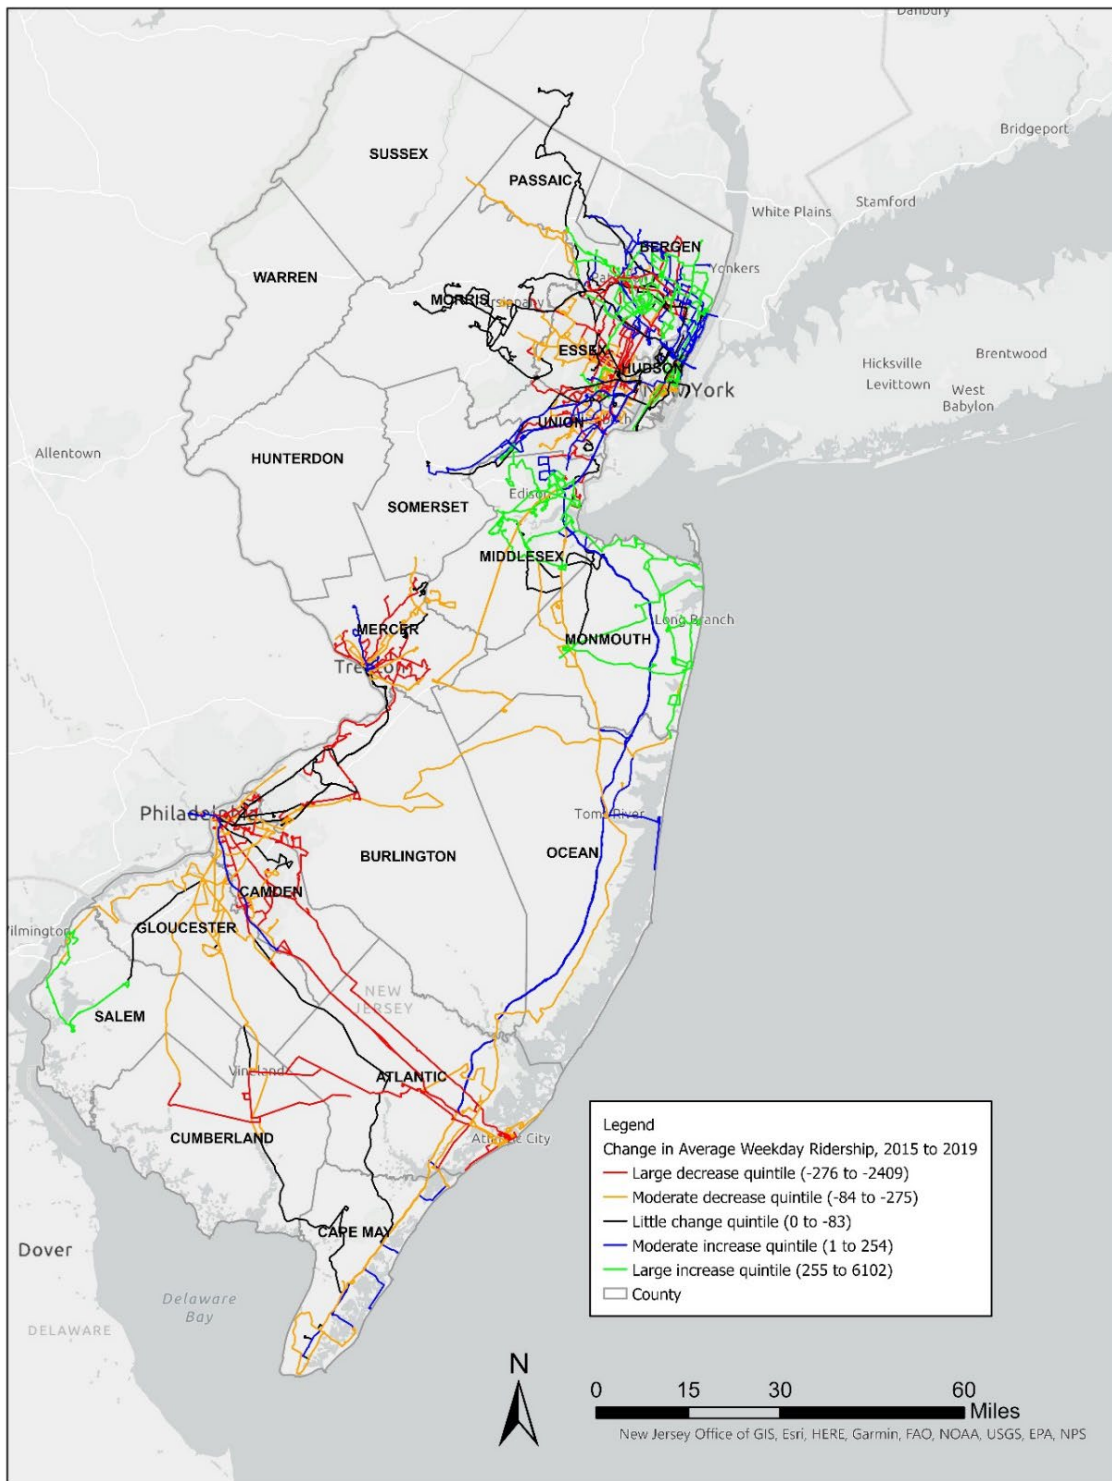 Danbury
Bridgeport
SUSSEX
PASSAIC
Stamford
White Plains
BERGEN
Yonkers
WARREN
MORRIS
ESSEX
HUDSON
Hicksville
Brentwood
Levittown
West
Babylon
New York
UNION
Allentown
HUNTERDON
Edison
SOMERSET
MIDDLESEX
Long Branch
MERCER
MONMOUTH
Trenton
Philadelphia
Toms River
BURLINGTON
OCEAN
CAMDEN
GLOUCESTER
Wilmington
NEW
JERSEY
SALEM
Vineland
ATLANTIC
CUMBERLAND
Atlantic City
CAPE MAY
Dover
Delaware
Bay
DELAWARE
Legend
Change in Average Weekday Ridership, 2015 to 2019
Large decrease quintile (-276 to -2409)
Moderate decrease quintile (-84 to -275)
Little change quintile (0 to -83)
Moderate increase quintile (1 to 254)
Large increase quintile (255 to 6102)
County
N
0 15 30 60
Miles
New Jersey Office of GIS, Esri, HERE, Garmin, FAO, NOAA, USGS, EPA, NPS